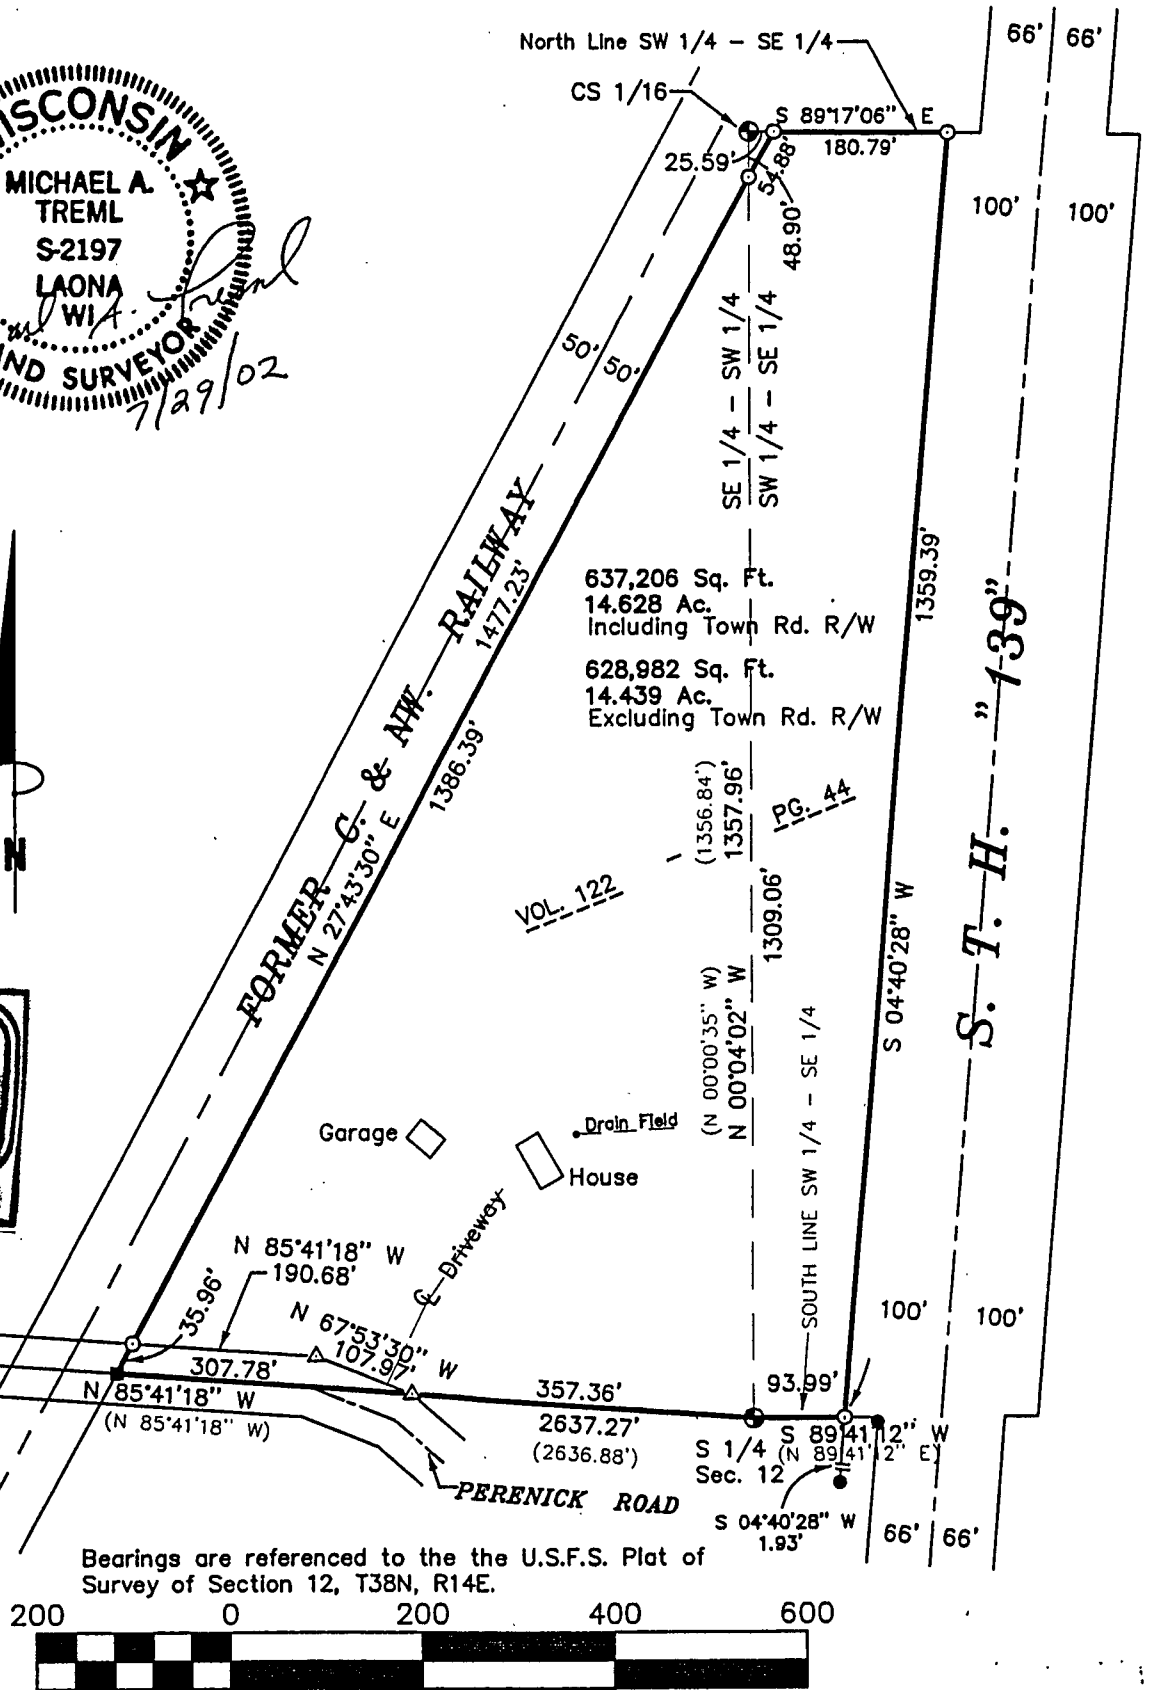 North Line SW 1/4 - SE 1/4
66' 66'
CS 1/16
S 89°17'06" E
180.79'
25.59'
54.88'
48.90'
100' 100'
ISCONSIN
MICHAEL A.
TREML
S-2197
LAONA
WI
ND SURVEYOR
7/29/02
50' 50'
SE 1/4 - SW 1/4
SW 1/4 - SE 1/4
FORMER C. & NW. RAILWAY
1477.23'
1386.39'
N 27°43'30" E
637,206 Sq. Ft.
14.628 Ac.
Including Town Rd. R/W
628,982 Sq. Ft.
14.439 Ac.
Excluding Town Rd. R/W
1359.39'
S 04°40'28" W
S. T. H. "139"
(1356.84')
1357.96'
1309.06'
VOL. 122 - PG. 44
(N 00°00'35" W)
N 00°04'02" W
SOUTH LINE SW 1/4 - SE 1/4
N
Garage
House
Drain Field
℄ Driveway
N 85°41'18" W
190.68'
35.96'
N 67°53'30" W
107.97'
307.78'
N 85°41'18" W
(N 85°41'18" W)
357.36'
2637.27'
(2636.88')
93.99'
S 89°41'12" W
(N 89°41'12" E)
S 1/4
Sec. 12
100' 100'
S 04°40'28" W
1.93'
66' 66'
PERENICK ROAD
Bearings are referenced to the the U.S.F.S. Plat of
Survey of Section 12, T38N, R14E.
200 0 200 400 600